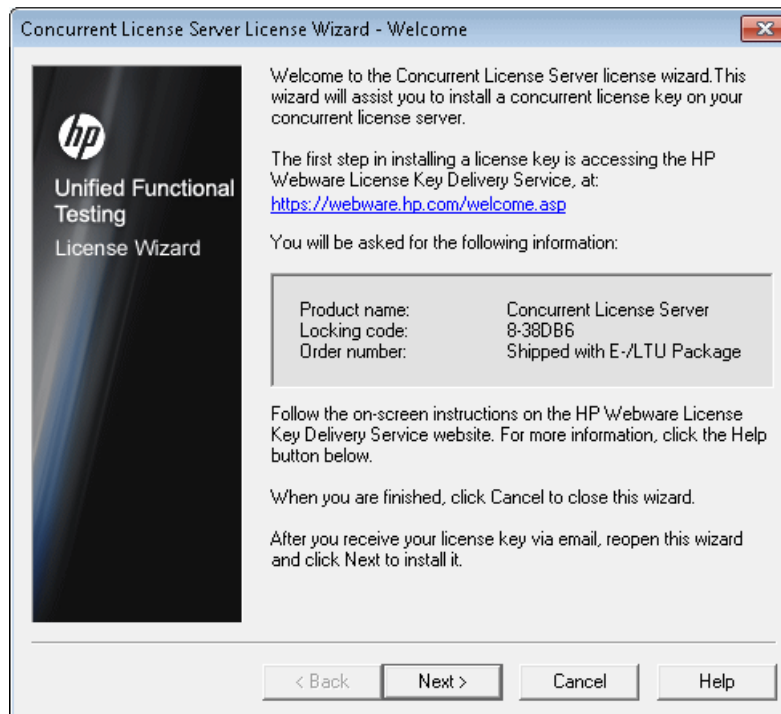 Concurrent License Server License Wizard - Welcome
hp
Unified Functional
Testing
License Wizard
Welcome to the Concurrent License Server license wizard.This
wizard will assist you to install a concurrent license key on your
concurrent license server.
The first step in installing a license key is accessing the HP
Webware License Key Delivery Service, at:
https://webware.hp.com/welcome.asp
You will be asked for the following information:
Product name: Concurrent License Server
Locking code: 8-38DB6
Order number: Shipped with E-/LTU Package
Follow the on-screen instructions on the HP Webware License
Key Delivery Service website. For more information, click the Help
button below.
When you are finished, click Cancel to close this wizard.
After you receive your license key via email, reopen this wizard
and click Next to install it.
< Back Next > Cancel Help